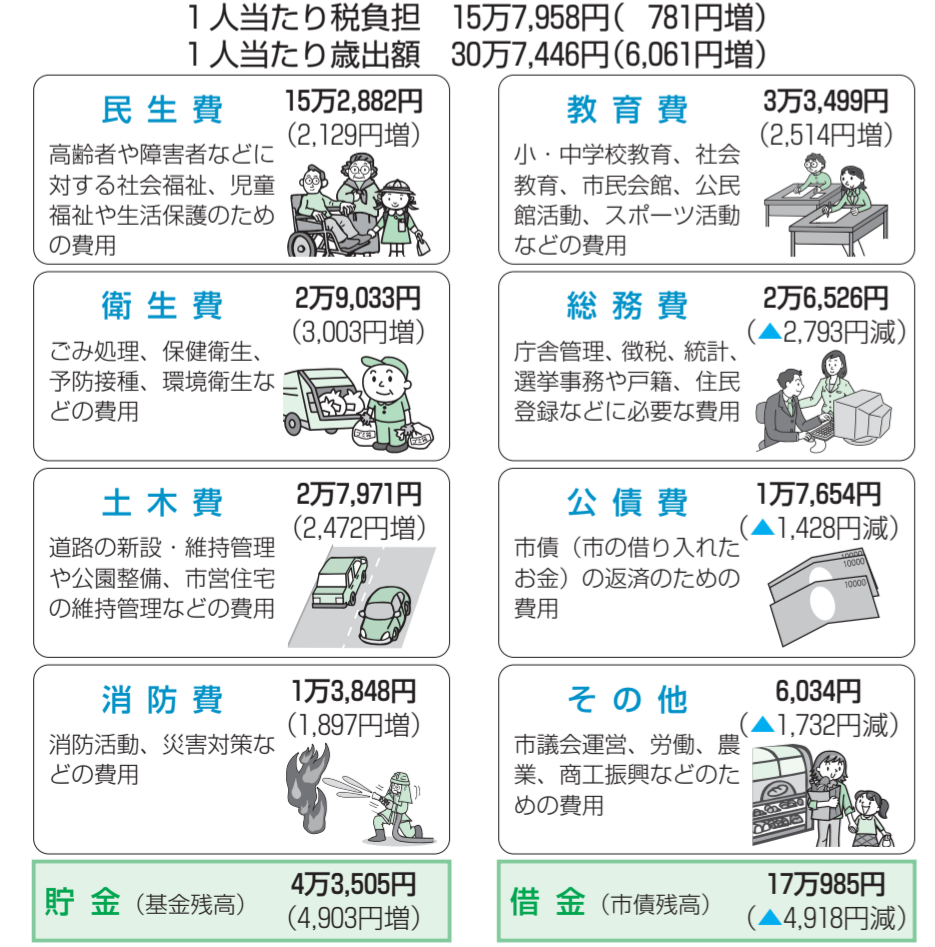 1人当たり税負担 15万7,958円( 781円増)
1人当たり歳出額 30万7,446円(6,061円増)
民生費 15万2,882円
(2,129円増)
高齢者や障害者などに
対する社会福祉、児童
福祉や生活保護のため
の費用
教育費 3万3,499円
(2,514円増)
小・中学校教育、社会
教育、市民会館、公民
館活動、スポーツ活動
などの費用
衛生費 2万9,033円
(3,003円増)
ごみ処理、保健衛生、
予防接種、環境衛生な
どの費用
総務費 2万6,526円
(▲2,793円減)
庁舎管理、徴税、統計、
選挙事務や戸籍、住民
登録などに必要な費用
土木費 2万7,971円
(2,472円増)
道路の新設・維持管理
や公園整備、市営住宅
の維持管理などの費用
公債費 1万7,654円
(▲1,428円減)
市債(市の借り入れた
お金)の返済のための
費用
10000
10000
10000
消防費 1万3,848円
(1,897円増)
消防活動、災害対策な
どの費用
その他 6,034円
(▲1,732円減)
市議会運営、労働、農
業、商工振興などのた
めの費用
貯金(基金残高) 4万3,505円
(4,903円増)
借金(市債残高) 17万985円
(▲4,918円減)